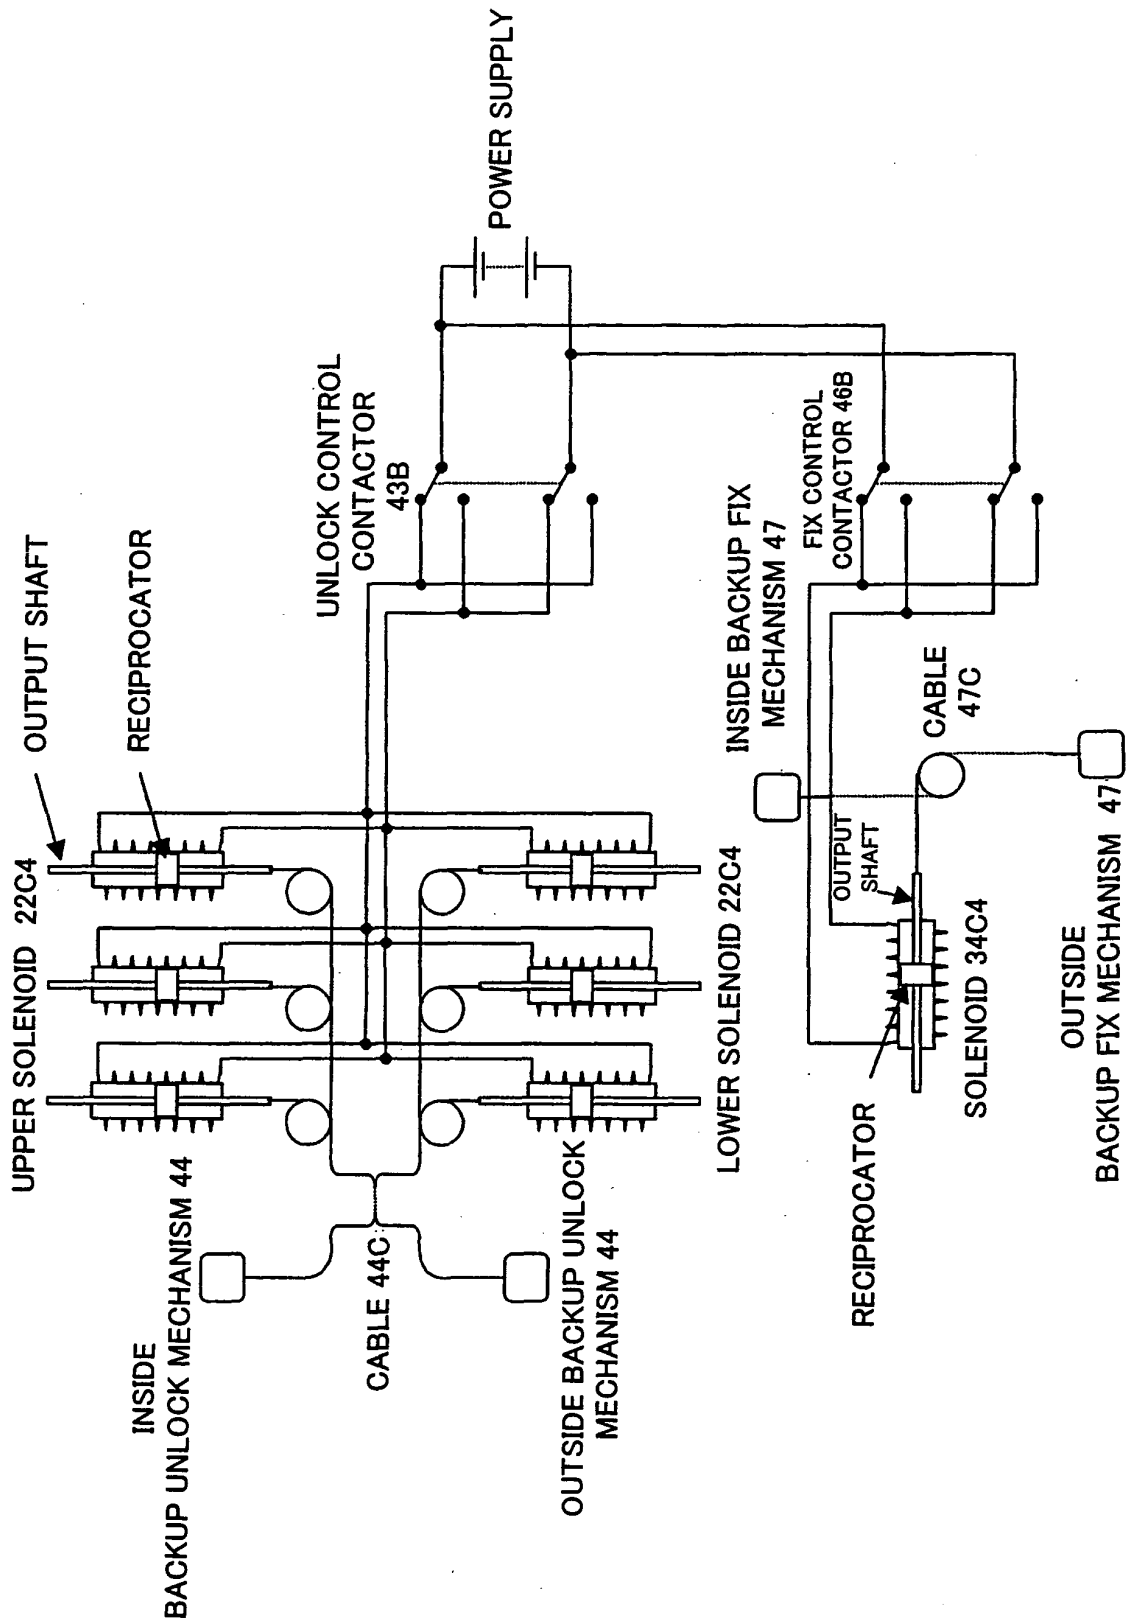 UPPER SOLENOID 22C4
OUTPUT SHAFT
RECIPROCATOR
INSIDE
BACKUP UNLOCK MECHANISM 44
CABLE 44C
OUTSIDE BACKUP UNLOCK
MECHANISM 44
LOWER SOLENOID 22C4
UNLOCK CONTROL
CONTACTOR
43B
POWER SUPPLY
INSIDE BACKUP FIX
MECHANISM 47
FIX CONTROL
CONTACTOR 46B
OUTPUT
SHAFT
CABLE
47C
RECIPROCATOR
SOLENOID 34C4
OUTSIDE
BACKUP FIX MECHANISM 47